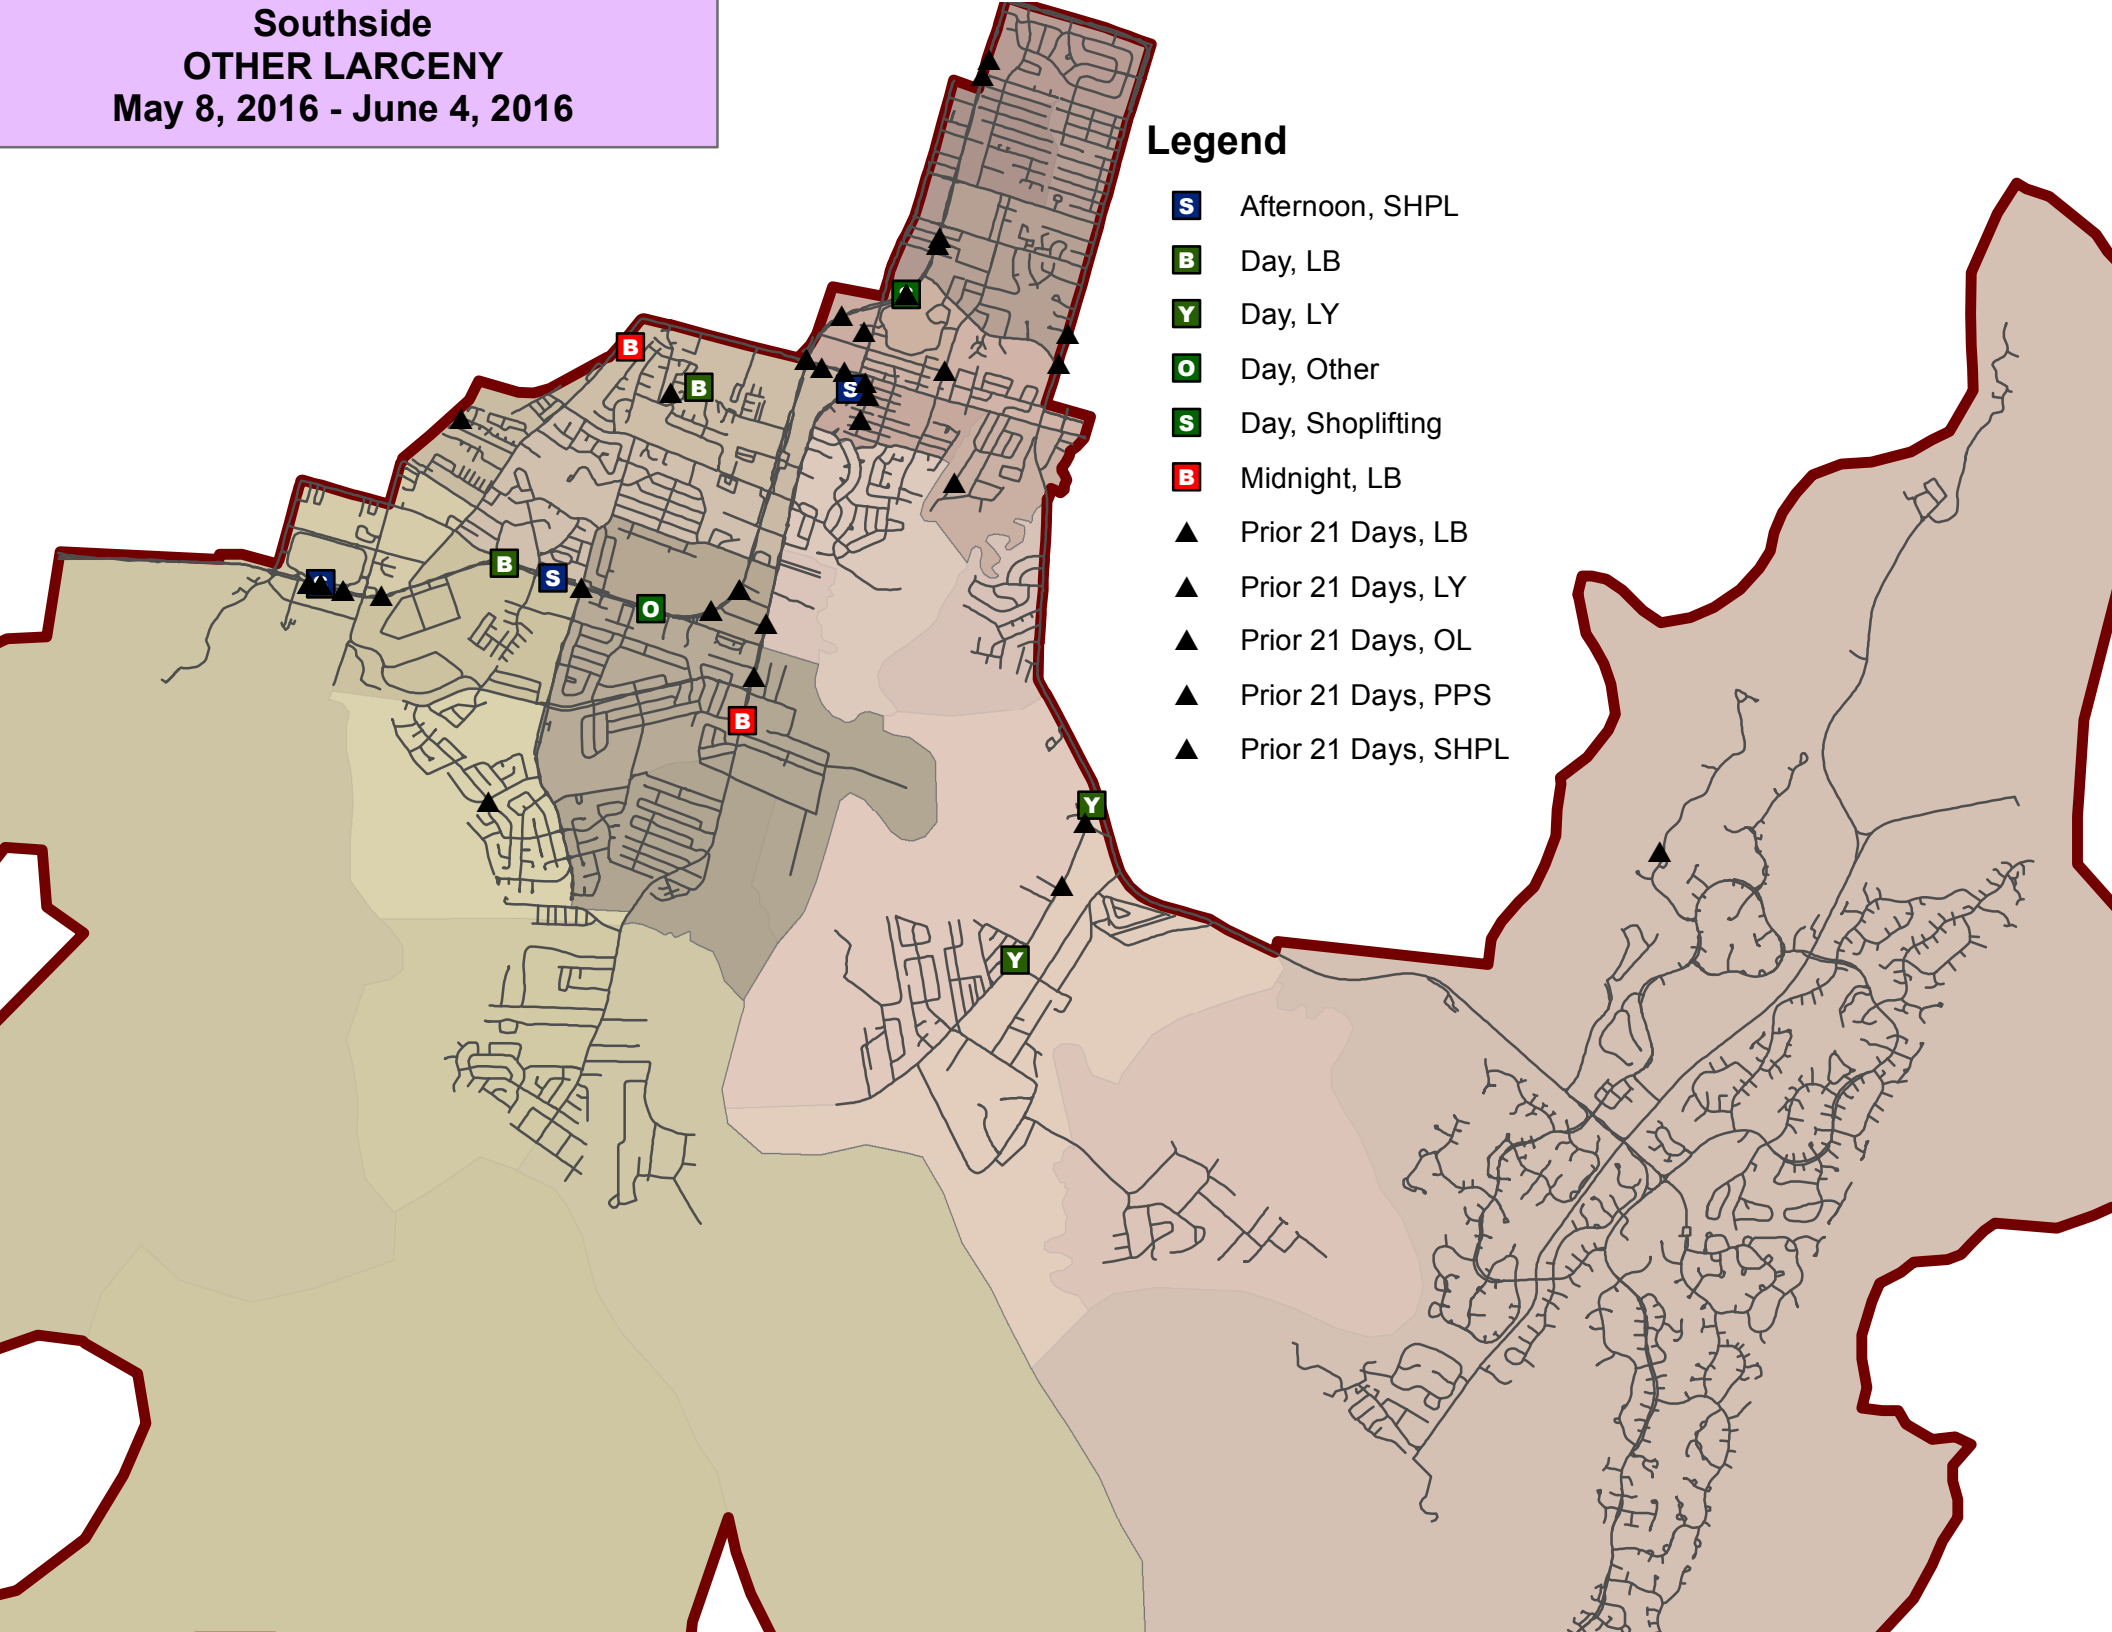 Southside
OTHER LARCENY
May 8, 2016 - June 4, 2016
Legend
S Afternoon, SHPL
B Day, LB
Y Day, LY
O Day, Other
S Day, Shoplifting
B Midnight, LB
Prior 21 Days, LB
Prior 21 Days, LY
Prior 21 Days, OL
Prior 21 Days, PPS
Prior 21 Days, SHPL
B
B
S
B
S
O
B
Y
Y